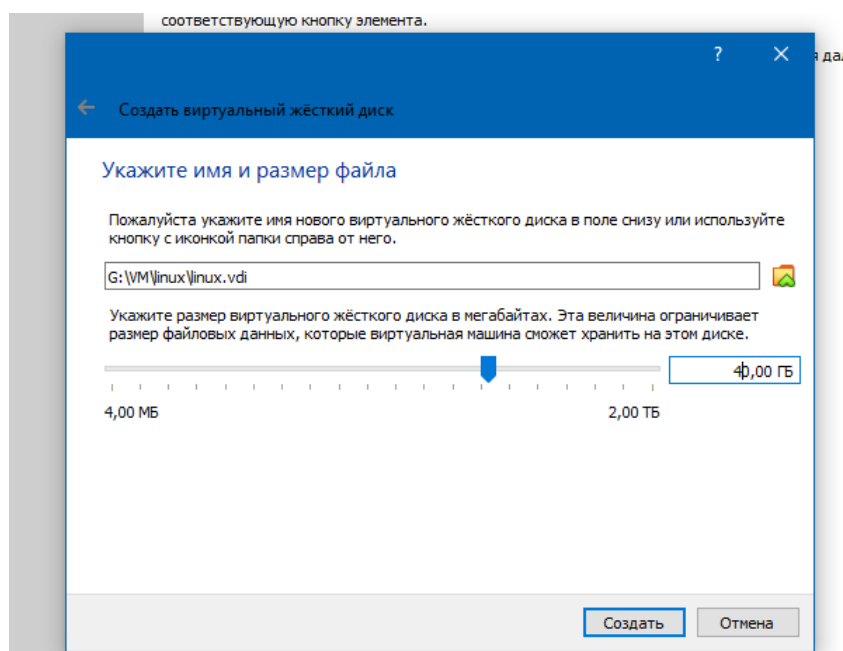 соответствующую кнопку элемента.
?
я дал
Создать виртуальный жёсткий диск
Укажите имя и размер файла
Пожалуйста укажите имя нового виртуального жёсткого диска в поле снизу или используйте
кнопку с иконкой папки справа от него.
G:\VM\linux\linux.vdi
Укажите размер виртуального жёсткого диска в мегабайтах. Эта величина ограничивает
размер файловых данных, которые виртуальная машина сможет хранить на этом диске.
40,00 ГБ
4,00 МБ 2,00 ТБ
Создать Отмена